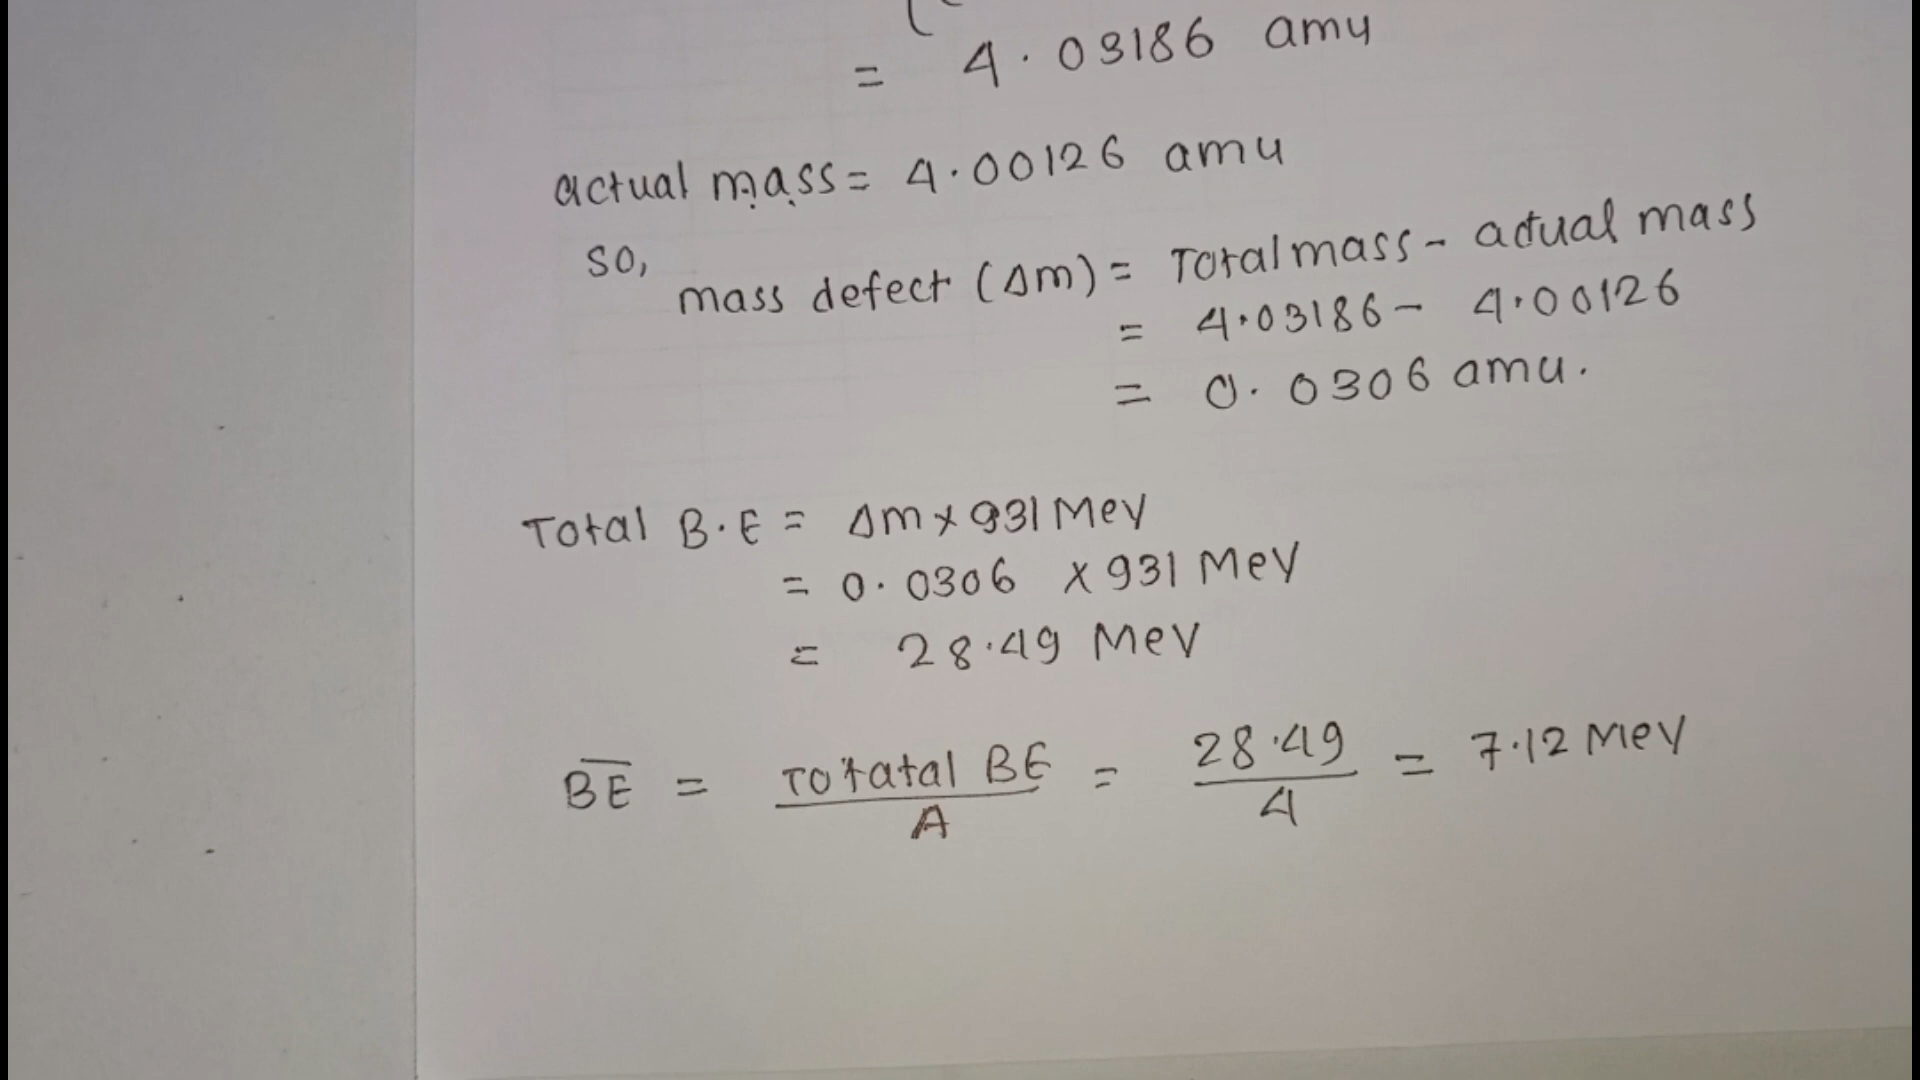 = 4.03186 amu
actual mass = 4.00126 amu
so,
mass defect (Δm) = Total mass - actual mass
= 4.03186 - 4.00126
= 0.0306 amu.
Total B.E = Δm x 931 MeV
= 0.0306 x 931 MeV
= 28.49 MeV
B̅E̅ = Totatal BE / A = 28.49 / 4 = 7.12 MeV